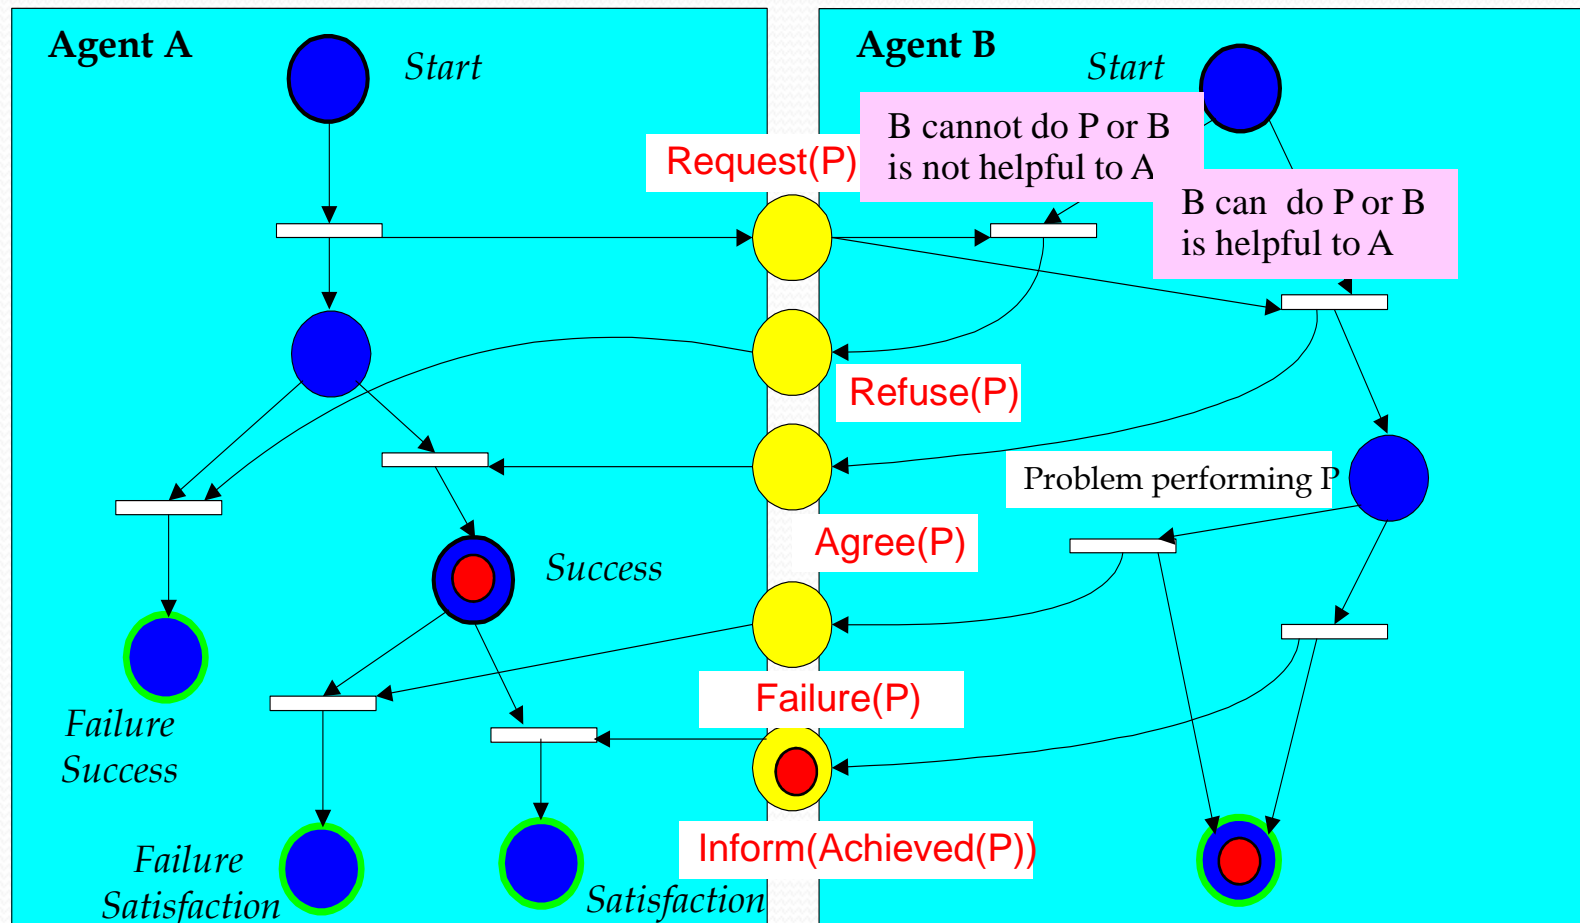 Agent A
Start
Agent B
Start
B cannot do P or B
is not helpful to A
Request(P)
B can do P or B
is helpful to A
Refuse(P)
Problem performing P
Agree(P)
Success
Failure(P)
Failure
Success
Inform(Achieved(P))
Failure
Satisfaction
Satisfaction